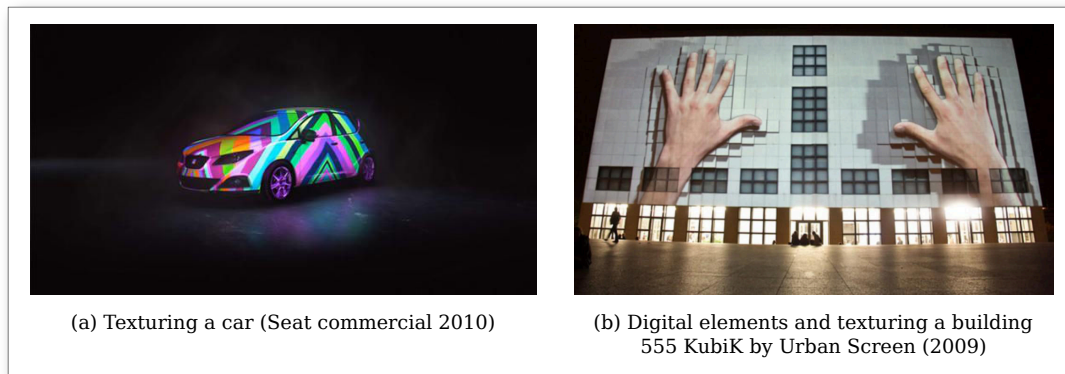 (a) Texturing a car (Seat commercial 2010)
(b) Digital elements and texturing a building
555 KubiK by Urban Screen (2009)